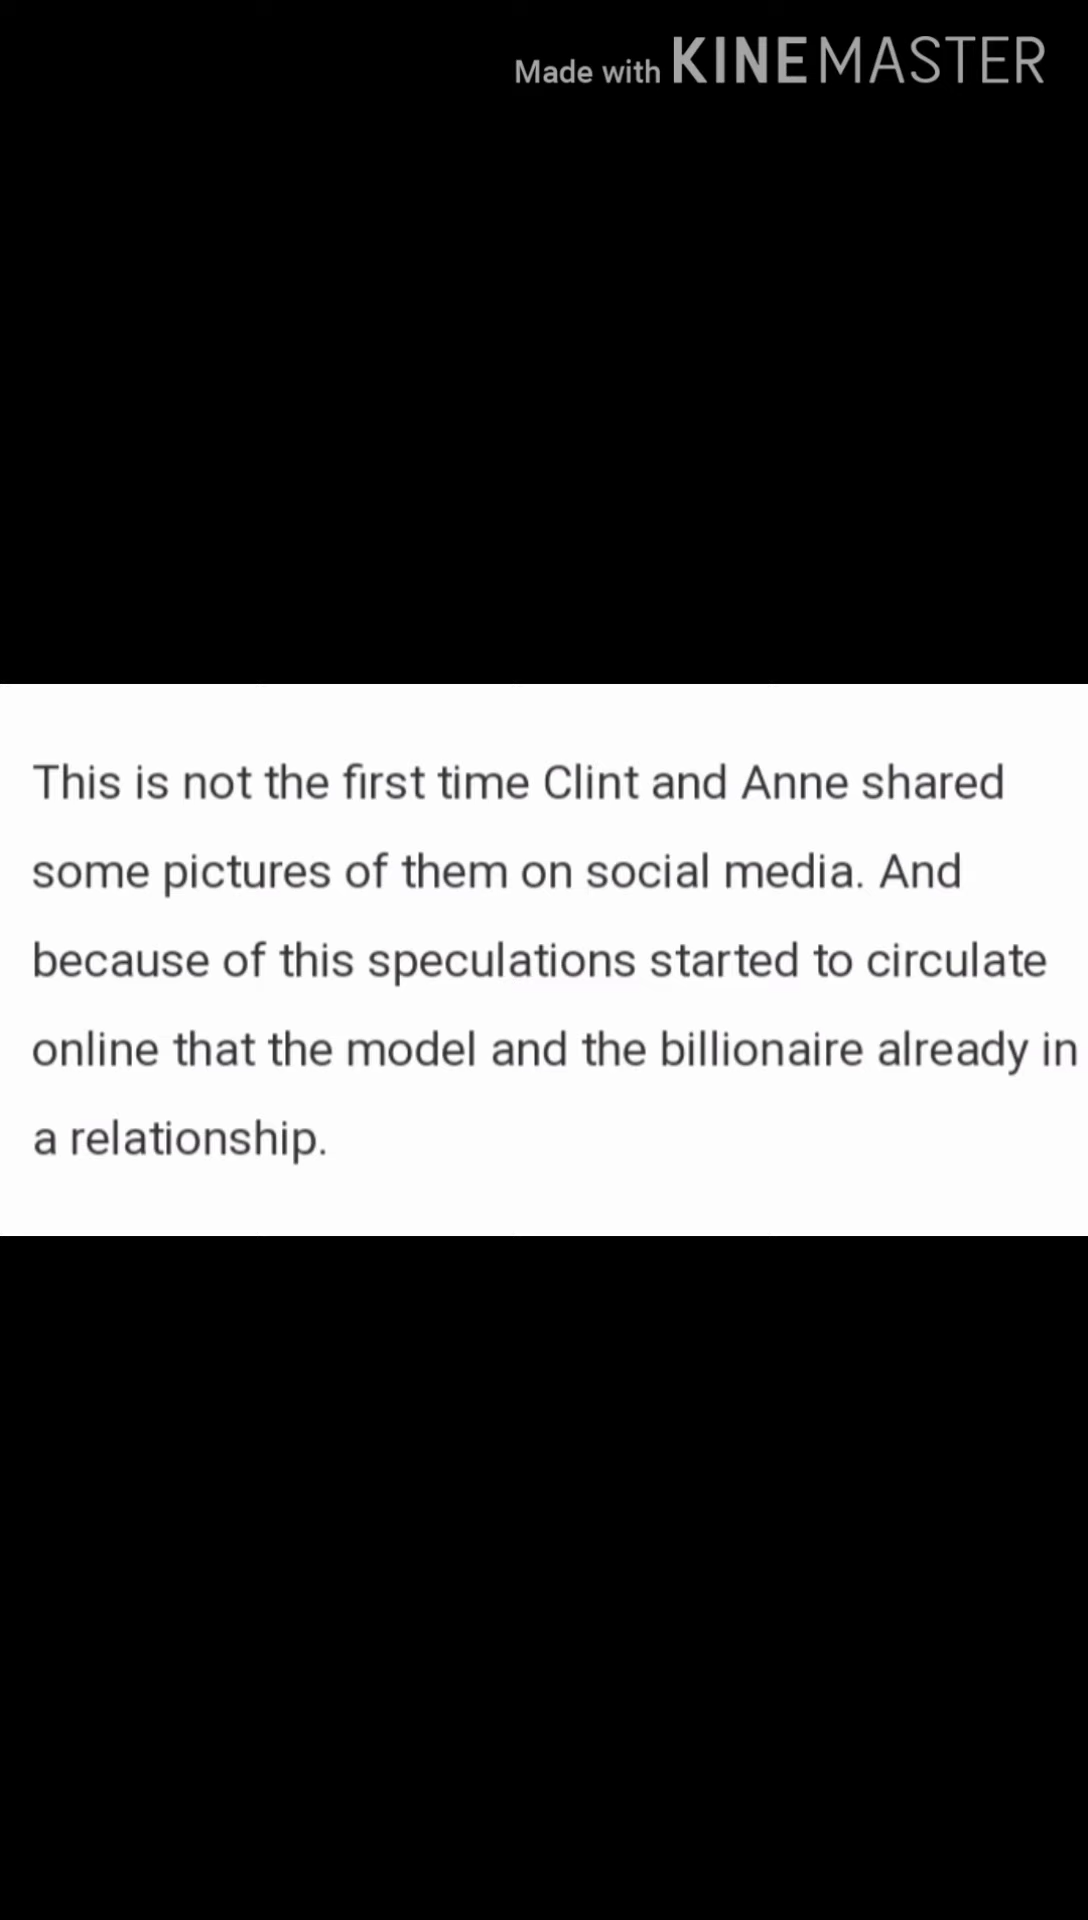 Made with KINEMASTER
This is not the first time Clint and Anne shared
some pictures of them on social media. And
because of this speculations started to circulate
online that the model and the billionaire already in
a relationship.